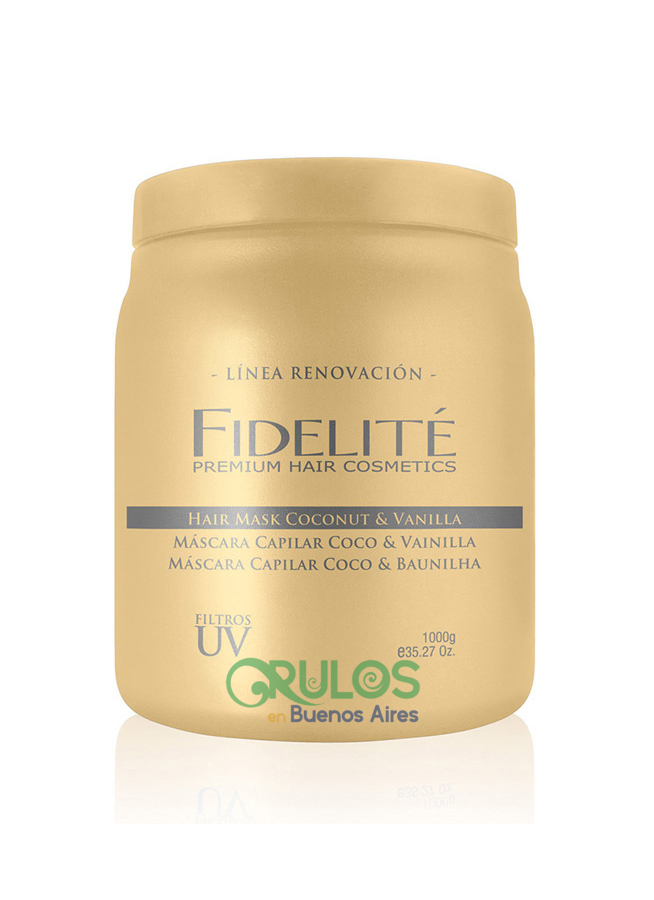 - LÍNEA RENOVACIÓN -
FIDELITÉ
PREMIUM HAIR COSMETICS
HAIR MASK COCONUT & VANILLA
MÁSCARA CAPILAR COCO & VAINILLA
MÁSCARA CAPILAR COCO & BAUNILHA
FILTROS
UV
1000g
℮35.27 Oz.
RULOS
en Buenos Aires